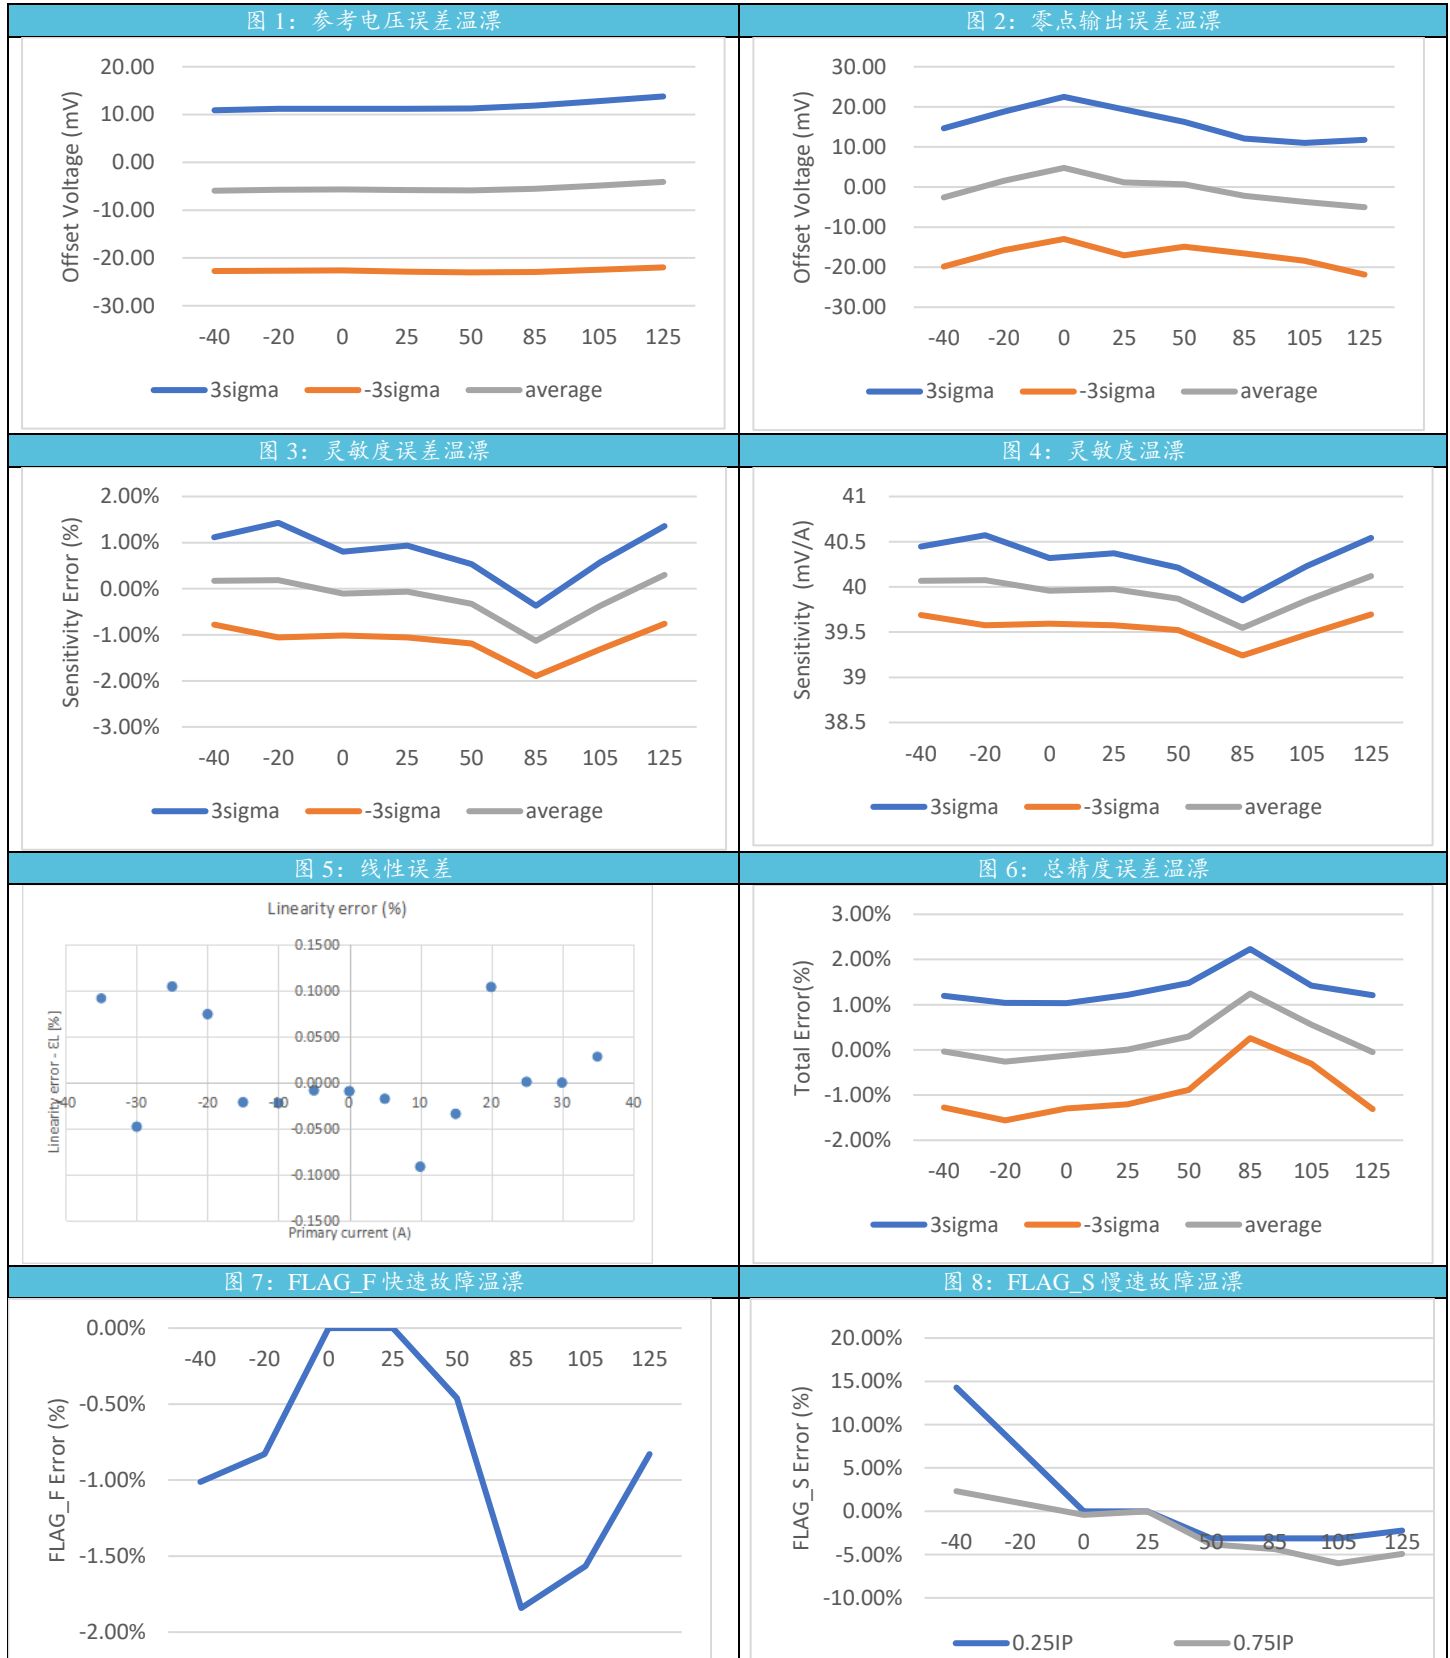 图 1：参考电压误差温漂
20.00
10.00
0.00
-10.00
-20.00
-30.00
Offset Voltage (mV)
-40 -20 0 25 50 85 105 125
3sigma -3sigma average
图 2：零点输出误差温漂
30.00
20.00
10.00
0.00
-10.00
-20.00
-30.00
Offset Voltage (mV)
-40 -20 0 25 50 85 105 125
3sigma -3sigma average
图 3：灵敏度误差温漂
2.00%
1.00%
0.00%
-1.00%
-2.00%
-3.00%
Sensitivity Error (%)
-40 -20 0 25 50 85 105 125
3sigma -3sigma average
图 4：灵敏度温漂
41
40.5
40
39.5
39
38.5
Sensitivity (mV/A)
-40 -20 0 25 50 85 105 125
3sigma -3sigma average
图 5：线性误差
Linearity error (%)
0.1500
0.1000
0.0500
0.0000
-0.0500
-0.1000
-0.1500
Linearity error - εL [%]
-40 -30 -20 -10 0 10 20 30 40
Primary current (A)
图 6：总精度误差温漂
3.00%
2.00%
1.00%
0.00%
-1.00%
-2.00%
Total Error(%)
-40 -20 0 25 50 85 105 125
3sigma -3sigma average
图 7：FLAG_F 快速故障温漂
0.00%
-0.50%
-1.00%
-1.50%
-2.00%
FLAG_F Error (%)
-40 -20 0 25 50 85 105 125
图 8：FLAG_S 慢速故障温漂
20.00%
15.00%
10.00%
5.00%
0.00%
-5.00%
-10.00%
FLAG_S Error (%)
-40 -20 0 25 50 85 105 125
0.25IP 0.75IP